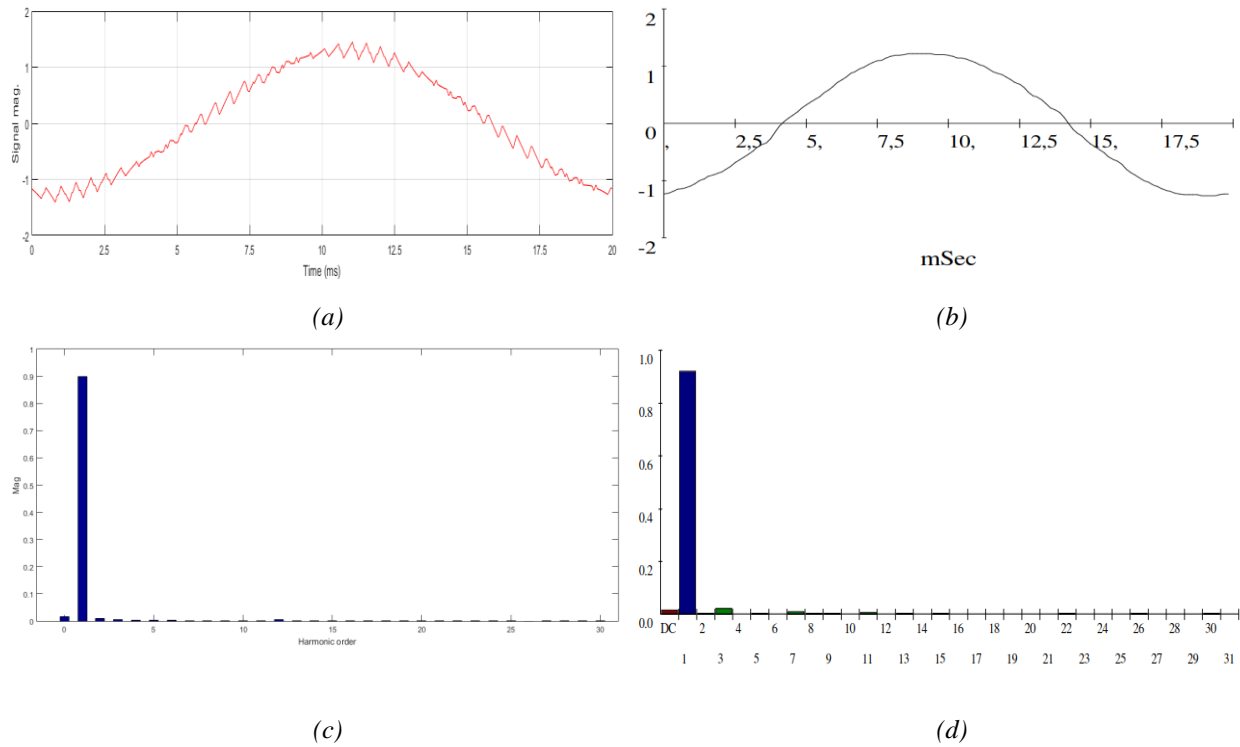 2
1
0
-1
-2
Signal mag.
0 2.5 5 7.5 10 12.5 15 17.5 20
Time (ms)
(a)
2
1
0
-1
-2
, 2,5 5, 7,5 10, 12,5 15, 17,5
mSec
(b)
1
0.9
0.8
0.7
0.6
0.5
0.4
0.3
0.2
0.1
0
Mag
0 5 10 15 20 25 30
Harmonic order
(c)
1.0
0.8
0.6
0.4
0.2
0.0
DC 2 4 6 8 10 12 14 16 18 20 22 24 26 28 30
1 3 5 7 9 11 13 15 17 19 21 23 25 27 29 31
(d)